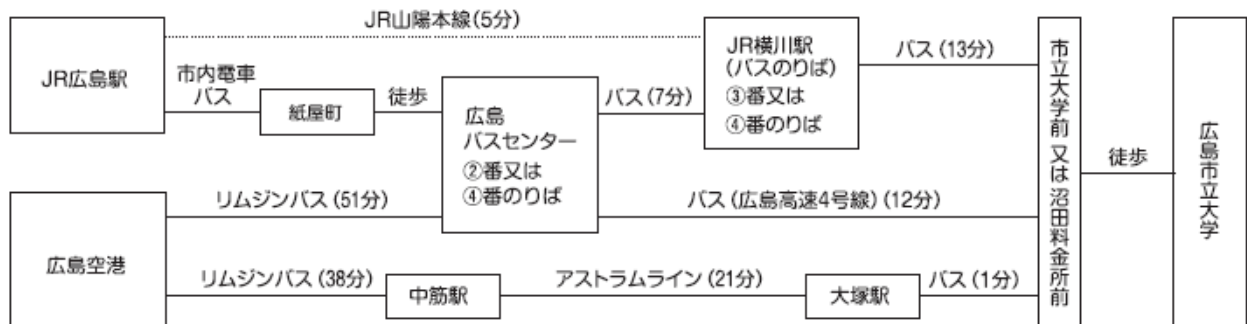 JR山陽本線(5分)
JR広島駅
市内電車
バス
紙屋町
徒歩
広島
バスセンター
②番又は
④番のりば
バス(7分)
JR横川駅
(バスのりば)
③番又は
④番のりば
バス(13分)
市立大学前 又は 沼田料金所前
徒歩
広島市立大学
広島空港
リムジンバス(51分)
バス(広島高速4号線)(12分)
リムジンバス(38分)
中筋駅
アストラムライン(21分)
大塚駅
バス(1分)